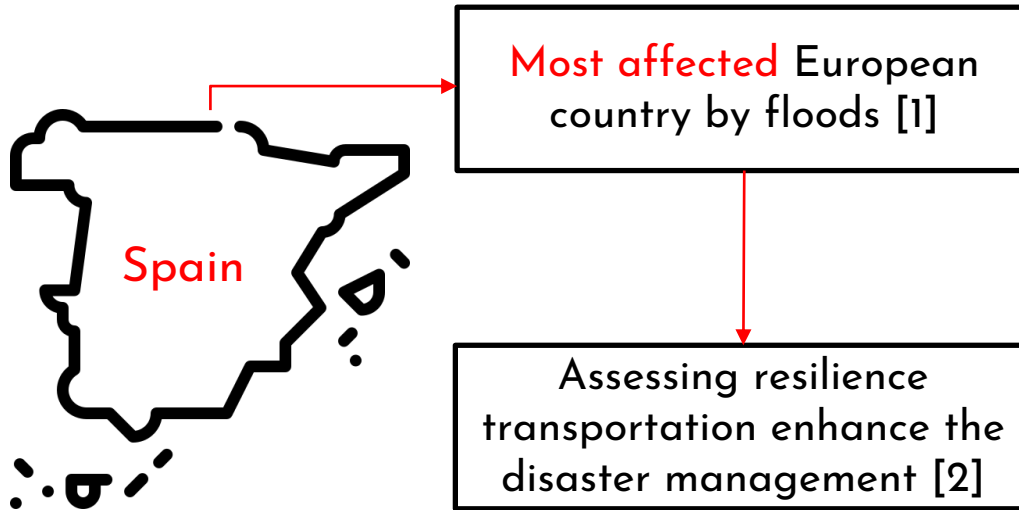 Most affected European
country by floods [1]
Spain
Assessing resilience
transportation enhance the
disaster management [2]